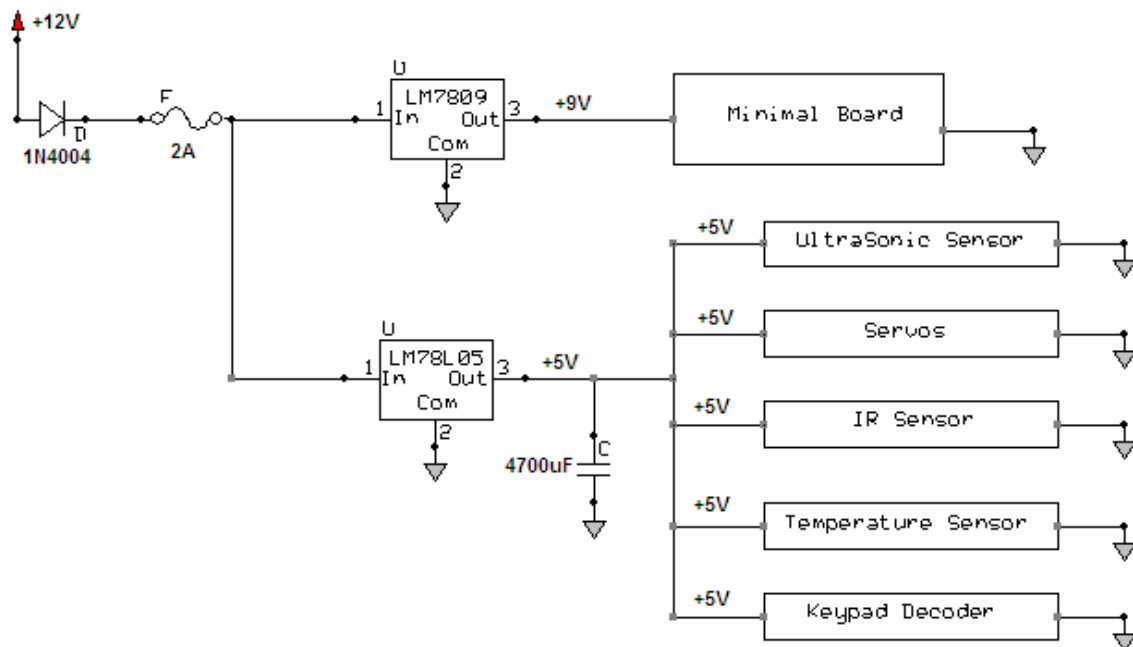 +12V
D
1N4004
F
2A
U
LM7809
1
In
Out
3
Com
2
+9V
Minimal Board
U
LM78L05
1
In
Out
3
Com
2
+5V
C
4700uF
+5V
UltraSonic Sensor
+5V
Servos
+5V
IR Sensor
+5V
Temperature Sensor
+5V
Keypad Decoder